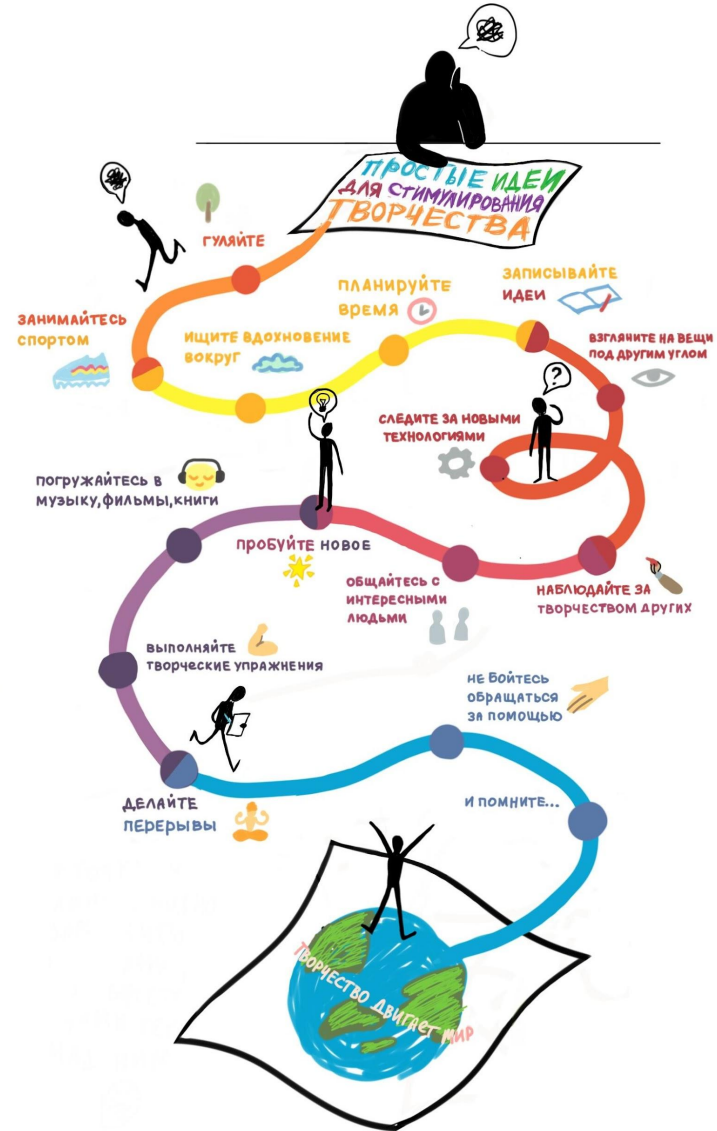 ПРОСТЫЕ ИДЕИ
ДЛЯ СТИМУЛИРОВАНИЯ
ТВОРЧЕСТВА
ГУЛЯЙТЕ
ЗАНИМАЙТЕСЬ
СПОРТОМ
ИЩИТЕ ВДОХНОВЕНИЕ
ВОКРУГ
ПЛАНИРУЙТЕ
ВРЕМЯ
ЗАПИСЫВАЙТЕ
ИДЕИ
ВЗГЛЯНИТЕ НА ВЕЩИ
ПОД ДРУГИМ УГЛОМ
?
СЛЕДИТЕ ЗА НОВЫМИ
ТЕХНОЛОГИЯМИ
НАБЛЮДАЙТЕ ЗА
ТВОРЧЕСТВОМ ДРУГИХ
ОБЩАЙТЕСЬ С
ИНТЕРЕСНЫМИ
ЛЮДЬМИ
ПРОБУЙТЕ НОВОЕ
ПОГРУЖАЙТЕСЬ В
МУЗЫКУ, ФИЛЬМЫ, КНИГИ
ВЫПОЛНЯЙТЕ
ТВОРЧЕСКИЕ УПРАЖНЕНИЯ
ДЕЛАЙТЕ
ПЕРЕРЫВЫ
НЕ БОЙТЕСЬ
ОБРАЩАТЬСЯ
ЗА ПОМОЩЬЮ
И ПОМНИТЕ...
ТВОРЧЕСТВО ДВИГАЕТ МИР